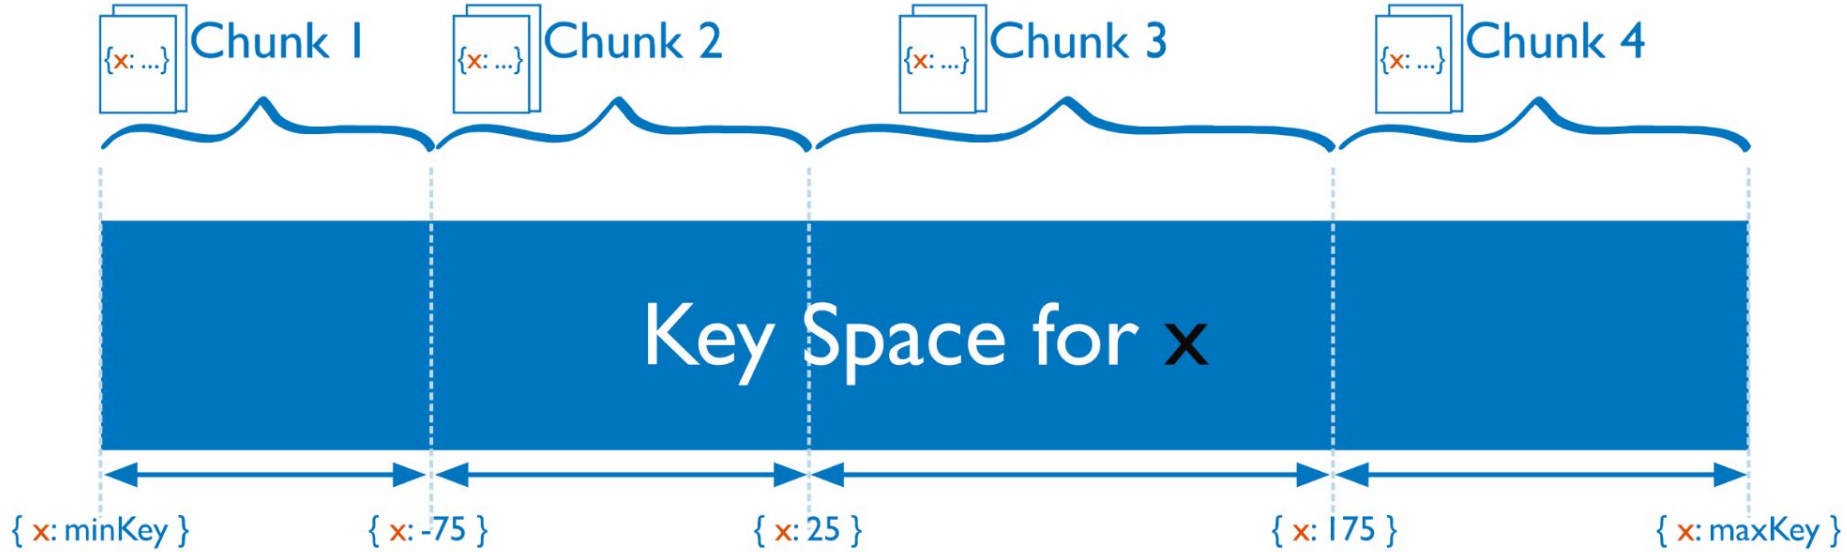 Chunk 1
Chunk 2
Chunk 3
Chunk 4
{x: ...}
{x: ...}
{x: ...}
{x: ...}
Key Space for x
{ x: minKey }
{ x: -75 }
{ x: 25 }
{ x: 175 }
{ x: maxKey }